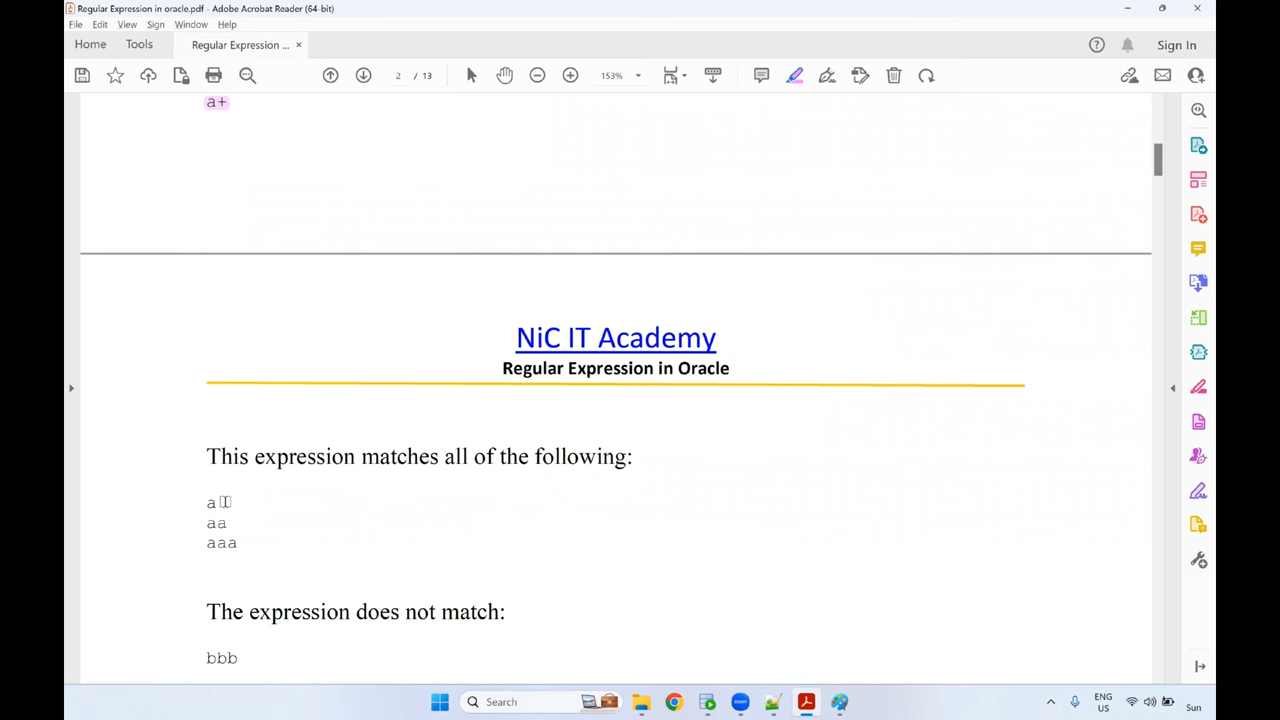 Regular Expression in oracle.pdf - Adobe Acrobat Reader (64-bit)
File Edit View Sign Window Help
Home Tools Regular Expression ... × Sign In
2 / 13 153%
a+
NiC IT Academy
Regular Expression in Oracle
This expression matches all of the following:
a
aa
aaa
The expression does not match:
bbb
Search
ENG
US
Sun